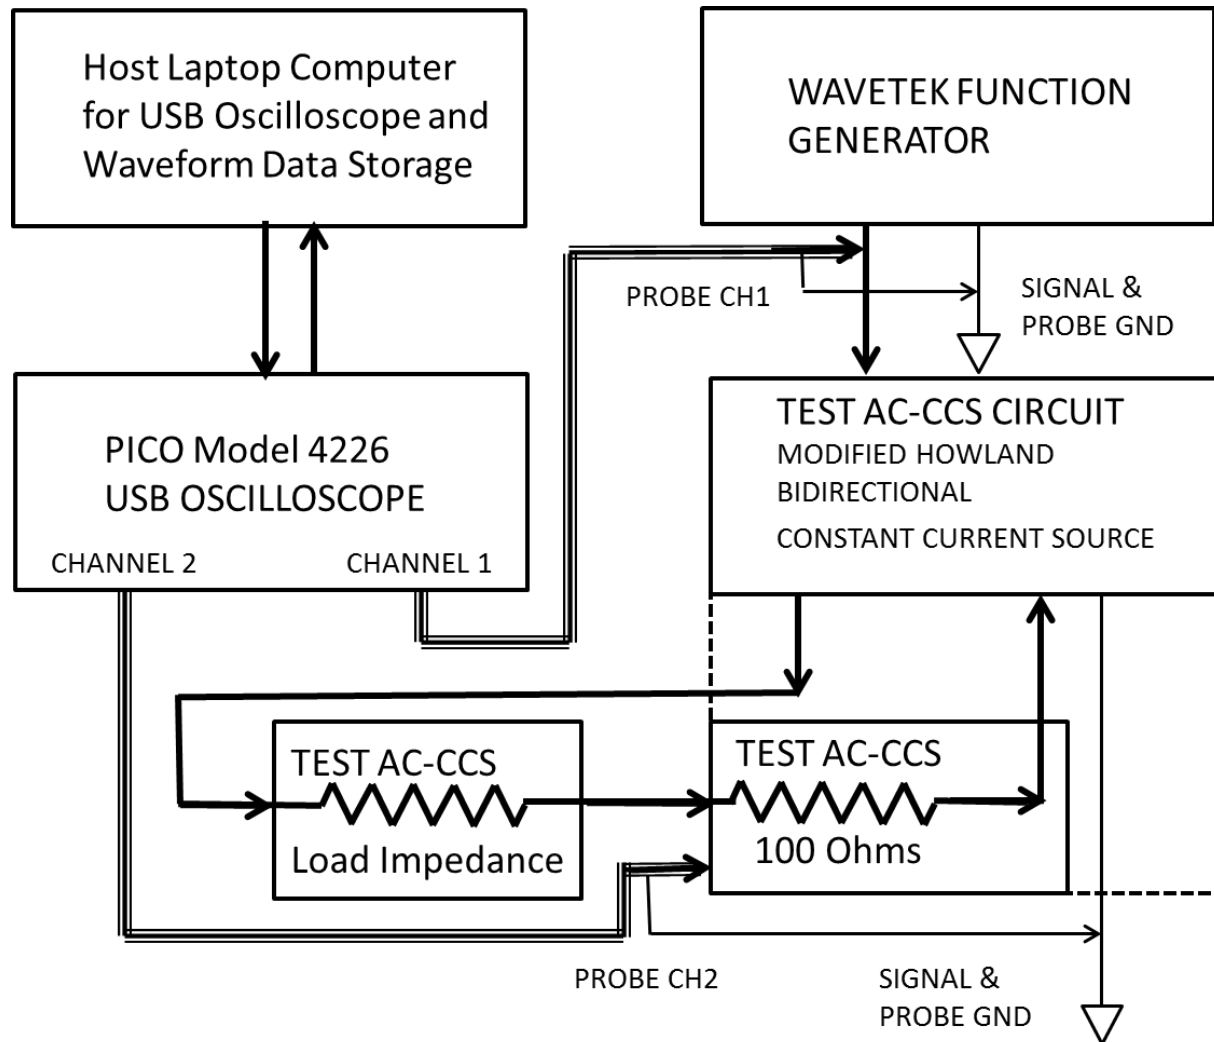 Host Laptop Computer
for USB Oscilloscope and
Waveform Data Storage
WAVETEK FUNCTION
GENERATOR
PROBE CH1
SIGNAL &
PROBE GND
PICO Model 4226
USB OSCILLOSCOPE
CHANNEL 2
CHANNEL 1
TEST AC-CCS CIRCUIT
MODIFIED HOWLAND
BIDIRECTIONAL
CONSTANT CURRENT SOURCE
TEST AC-CCS
Load Impedance
TEST AC-CCS
100 Ohms
PROBE CH2
SIGNAL &
PROBE GND